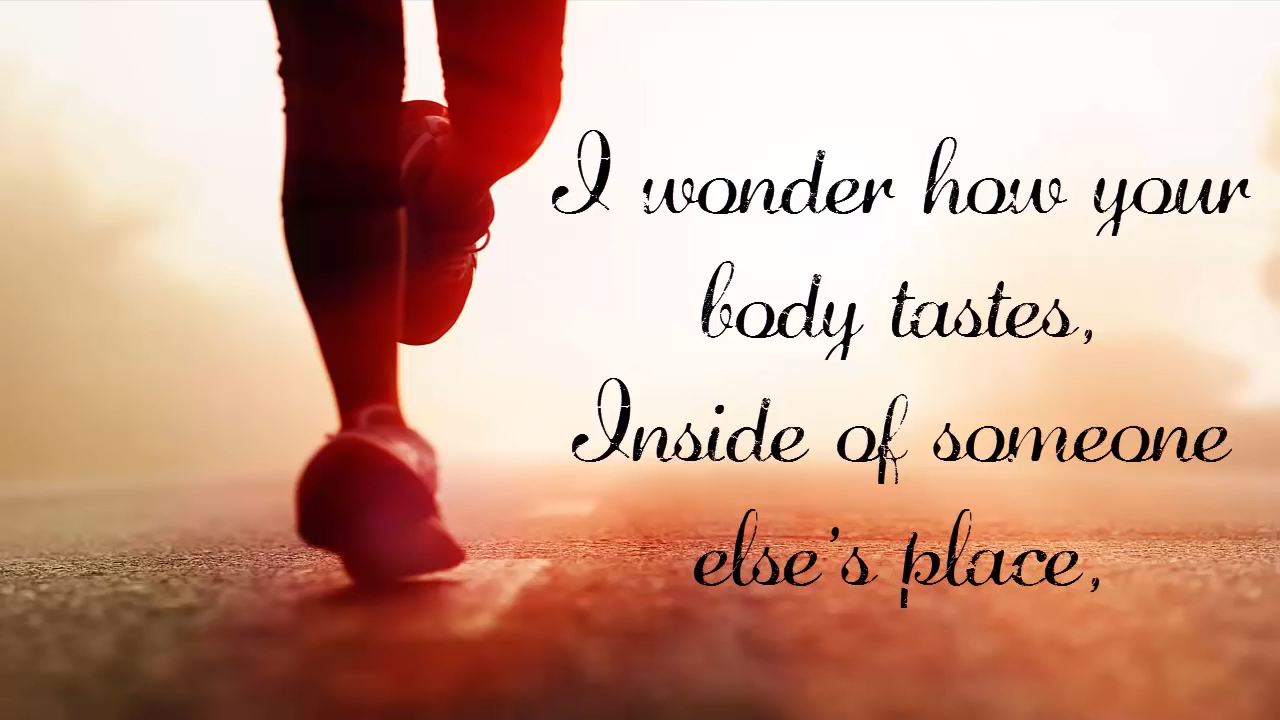 I wonder how your
body tastes,
Inside of someone
else's place,